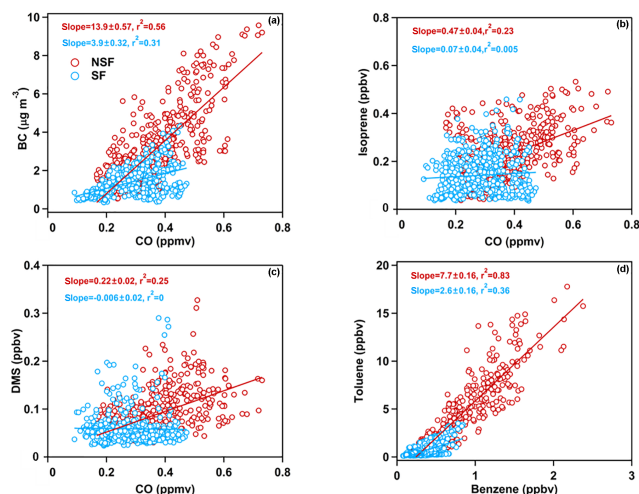 (a)
Slope=13.9±0.57, r²=0.56
Slope=3.9±0.32, r²=0.31
NSF
SF
10
8
6
4
2
0
BC (µg m⁻³)
0 0.2 0.4 0.6 0.8
CO (ppmv)
(b)
Slope=0.47±0.04,r²=0.23
Slope=0.07±0.04,r²=0.005
0.8
0.6
0.4
0.2
0
Isoprene (ppbv)
0 0.2 0.4 0.6 0.8
CO (ppmv)
(c)
Slope=0.22±0.02, r²=0.25
Slope=-0.006±0.02, r²=0
0.4
0.3
0.2
0.1
0
DMS (ppbv)
0 0.2 0.4 0.6 0.8
CO (ppmv)
(d)
Slope=7.7±0.16, r²=0.83
Slope=2.6±0.16, r²=0.36
20
15
10
5
0
Toluene (ppbv)
0 1 2 3
Benzene (ppbv)